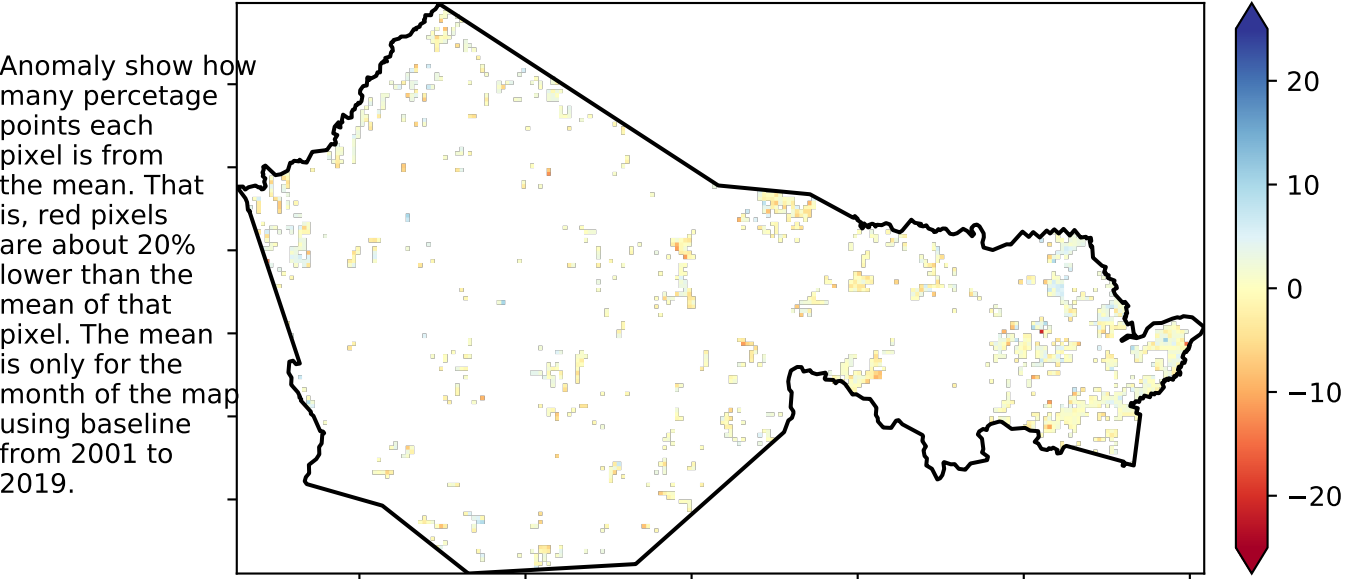 Anomaly show how
many percetage
points each
pixel is from
the mean. That
is, red pixels
are about 20%
lower than the
mean of that
pixel. The mean
is only for the
month of the map
using baseline
from 2001 to
2019.
20
10
0
−10
−20